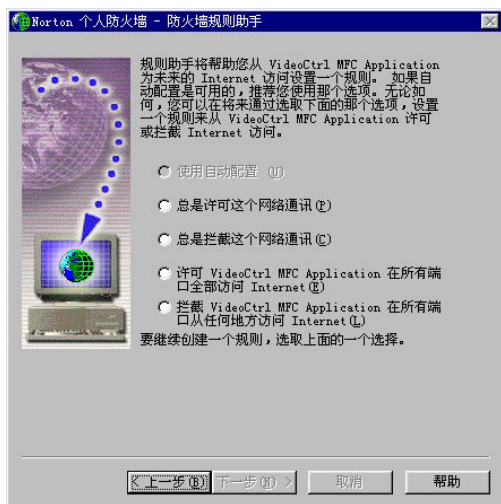 Norton 个人防火墙 - 防火墙规则助手
规则助手将帮助您从 VideoCtrl MFC Application
为未来的 Internet 访问设置一个规则。 如果自
动配置是可用的，推荐您使用那个选项。无论如
何，您可以在将来通过选取下面的那个选项，设置
一个规则来从 VideoCtrl MFC Application 许可
或拦截 Internet 访问。
使用自动配置 (U)
总是许可这个网络通讯(P)
总是拦截这个网络通讯(C)
许可 VideoCtrl MFC Application 在所有端
口全部访问 Internet(E)
拦截 VideoCtrl MFC Application 在所有端
口从任何地方访问 Internet(L)
要继续创建一个规则，选取上面的一个选择。
< 上一步(B)
下一步(N) >
取消
帮助